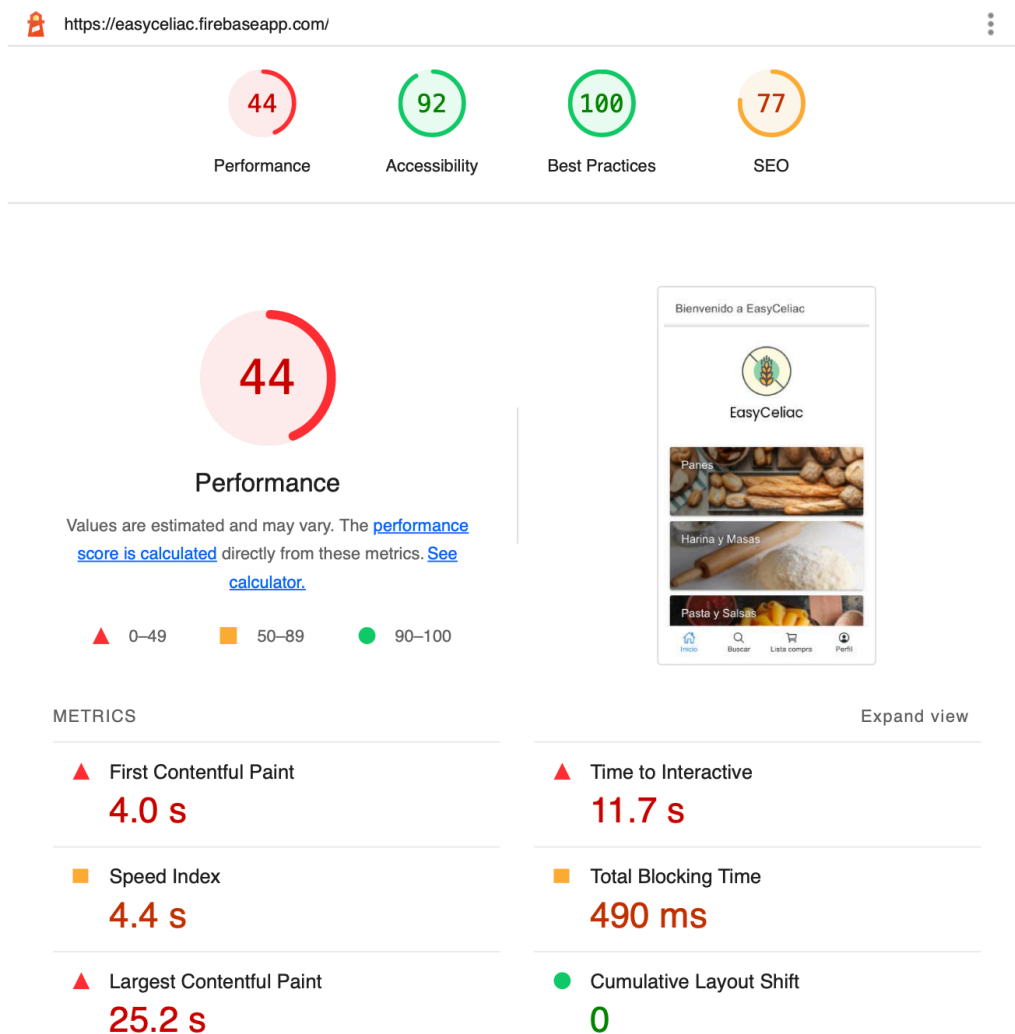 https://easyceliac.firebaseapp.com/
44
92
100
77
Performance
Accessibility
Best Practices
SEO
44
Performance
Values are estimated and may vary. The performance
score is calculated directly from these metrics. See
calculator.
0–49
50–89
90–100
Bienvenido a EasyCeliac
EasyCeliac
Panes
Harina y Masas
Pasta y Salsas
Inicio
Buscar
Lista compra
Perfil
METRICS
Expand view
First Contentful Paint
4.0 s
Time to Interactive
11.7 s
Speed Index
4.4 s
Total Blocking Time
490 ms
Largest Contentful Paint
25.2 s
Cumulative Layout Shift
0